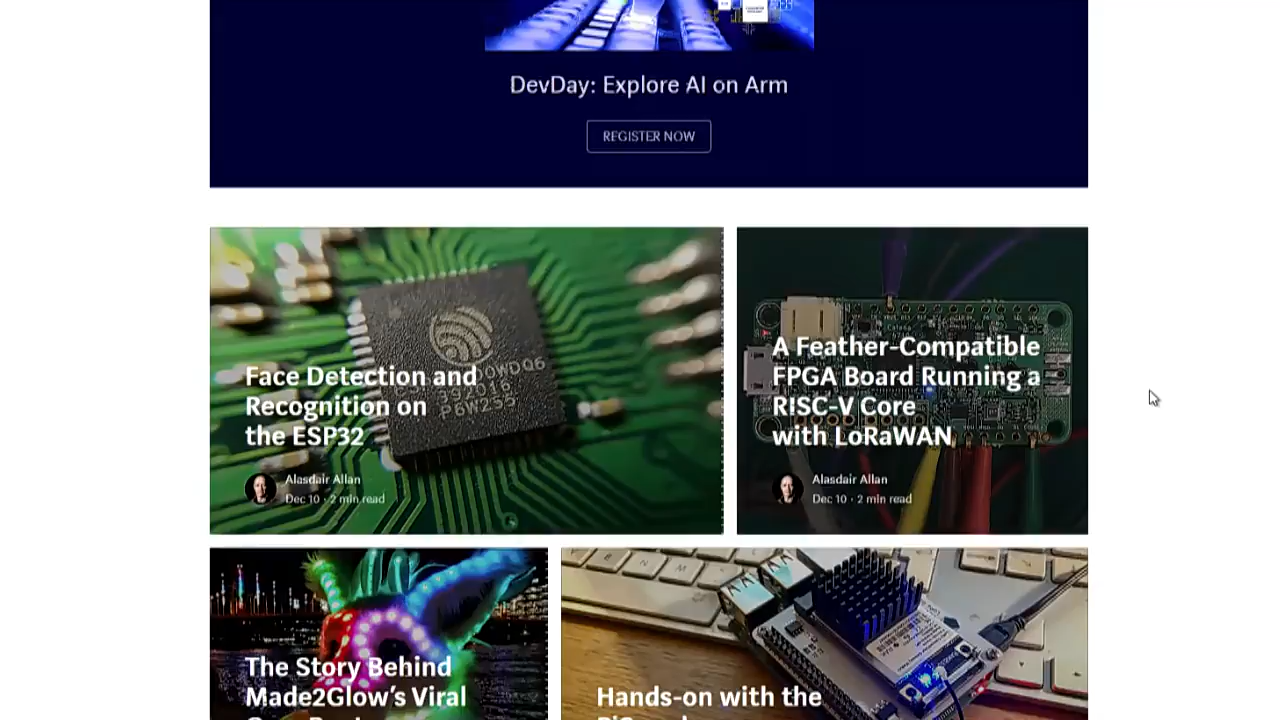 DevDay: Explore AI on Arm
REGISTER NOW
Face Detection and
Recognition on
the ESP32
Alasdair Allan
Dec 10 · 2 min read
A Feather-Compatible
FPGA Board Running a
RISC-V Core
with LoRaWAN
Alasdair Allan
Dec 10 · 2 min read
The Story Behind
Made2Glow's Viral
Hands-on with the